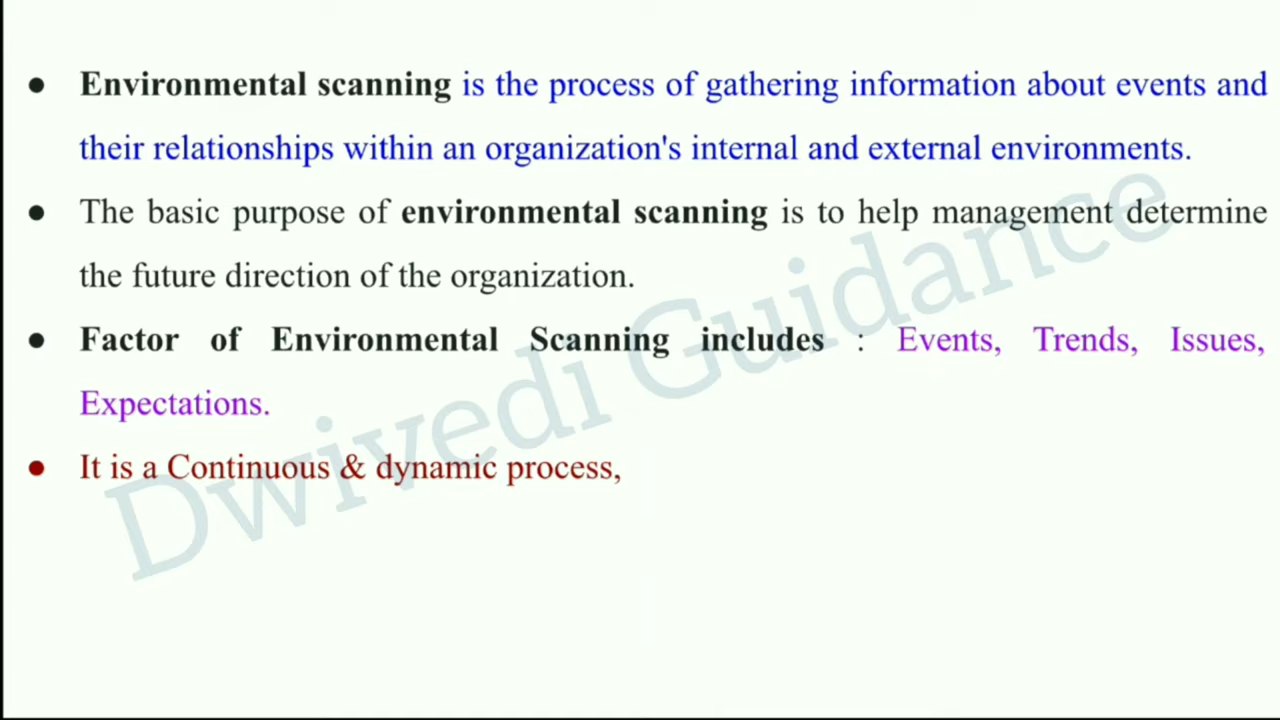 ● Environmental scanning is the process of gathering information about events and
their relationships within an organization's internal and external environments.
● The basic purpose of environmental scanning is to help management determine
the future direction of the organization.
● Factor of Environmental Scanning includes : Events, Trends, Issues,
Expectations.
● It is a Continuous & dynamic process,
Dwivedi Guidance